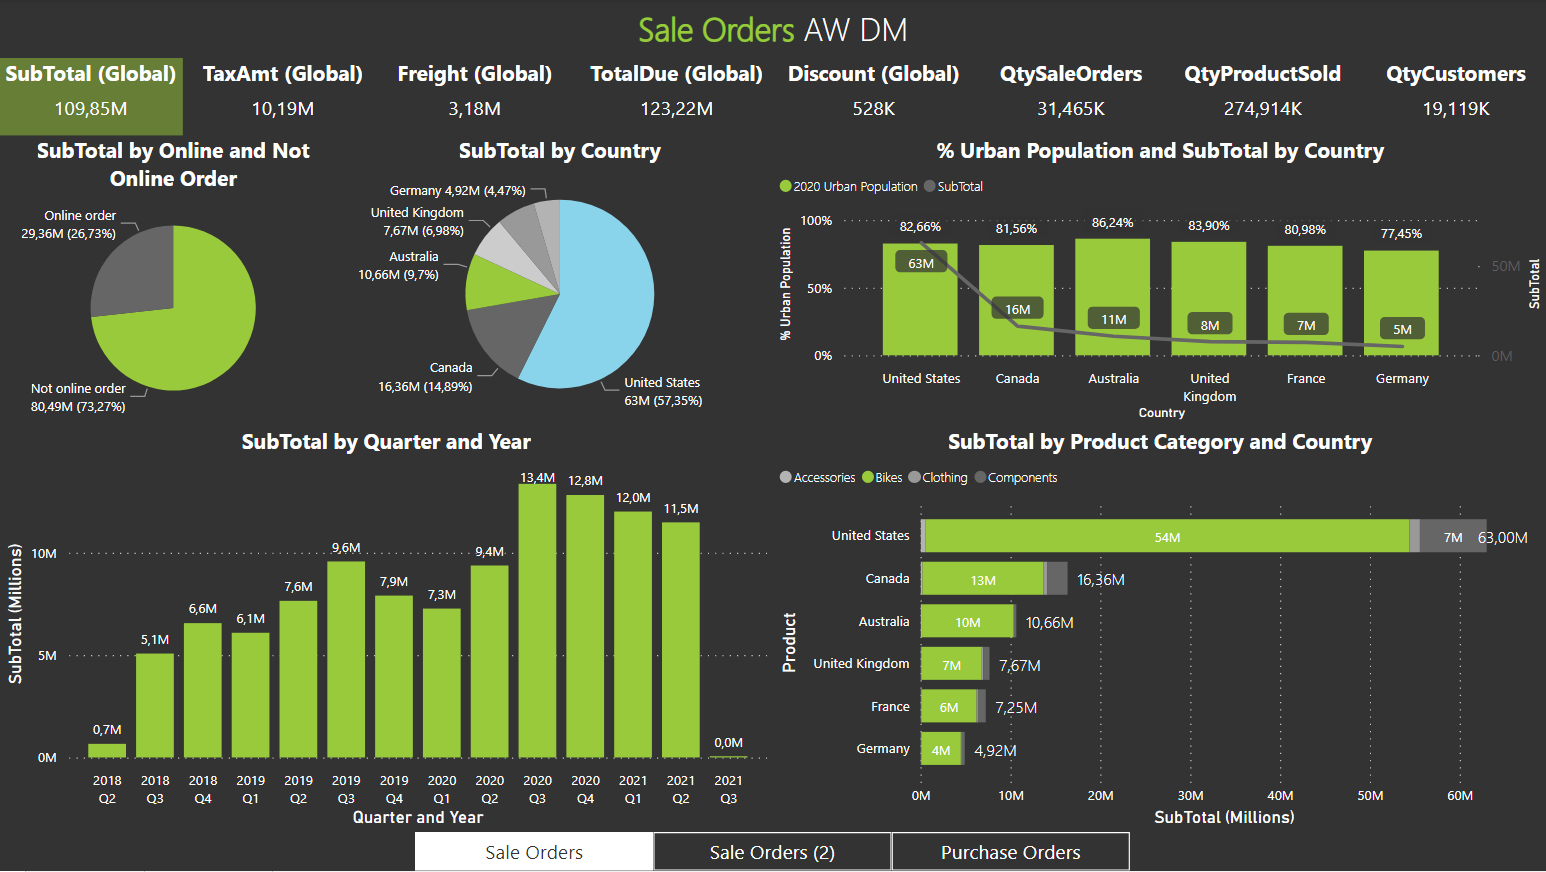 Sale Orders AW DM
SubTotal (Global)
109,85M
TaxAmt (Global)
10,19M
Freight (Global)
3,18M
TotalDue (Global)
123,22M
Discount (Global)
528K
QtySaleOrders
31,465K
QtyProductSold
274,914K
QtyCustomers
19,119K
SubTotal by Online and Not
Online Order
Online order
29,36M (26,73%)
Not online order
80,49M (73,27%)
SubTotal by Country
Germany 4,92M (4,47%)
United Kingdom
7,67M (6,98%)
Australia
10,66M (9,7%)
Canada
16,36M (14,89%)
United States
63M (57,35%)
% Urban Population and SubTotal by Country
2020 Urban Population
SubTotal
% Urban Population
100%
50%
0%
82,66%
81,56%
86,24%
83,90%
80,98%
77,45%
63M
16M
11M
8M
7M
5M
50M
0M
SubTotal
United States
Canada
Australia
United
Kingdom
France
Germany
Country
SubTotal by Quarter and Year
SubTotal (Millions)
10M
5M
0M
0,7M
5,1M
6,6M
6,1M
7,6M
9,6M
7,9M
7,3M
9,4M
13,4M
12,8M
12,0M
11,5M
0,0M
2018
Q2
2018
Q3
2018
Q4
2019
Q1
2019
Q2
2019
Q3
2019
Q4
2020
Q1
2020
Q2
2020
Q3
2020
Q4
2021
Q1
2021
Q2
2021
Q3
Quarter and Year
SubTotal by Product Category and Country
Accessories
Bikes
Clothing
Components
Product
United States
54M
7M
63,00M
Canada
13M
16,36M
Australia
10M
10,66M
United Kingdom
7M
7,67M
France
6M
7,25M
Germany
4M
4,92M
0M
10M
20M
30M
40M
50M
60M
SubTotal (Millions)
Sale Orders
Sale Orders (2)
Purchase Orders